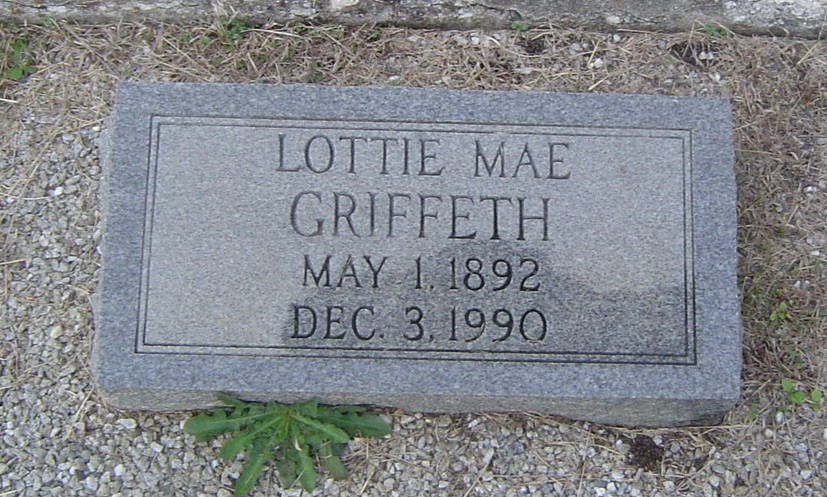 LOTTIE MAE
GRIFFETH
MAY 1, 1892
DEC. 3, 1990